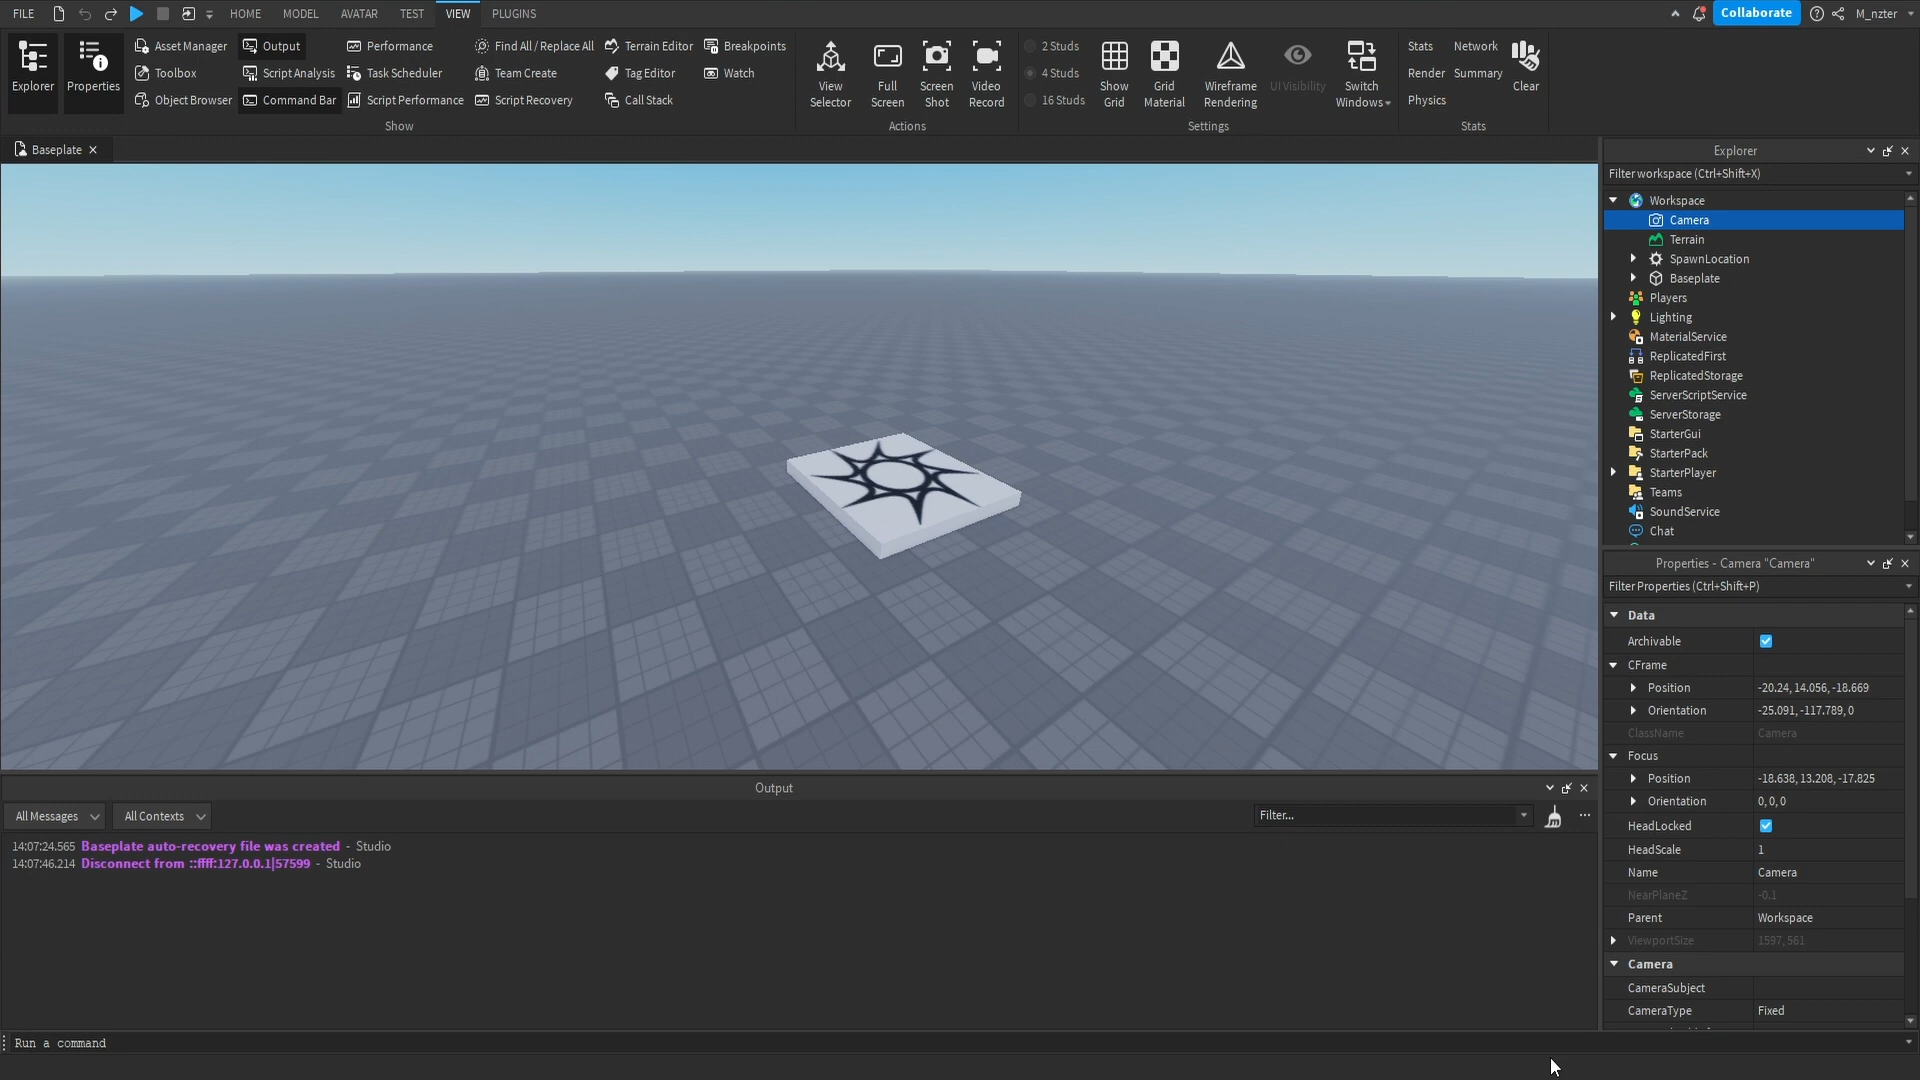 FILE HOME MODEL AVATAR TEST VIEW PLUGINS Collaborate M_nzter
Explorer
Properties
Asset Manager
Toolbox
Object Browser
Output
Script Analysis
Command Bar
Performance
Task Scheduler
Script Performance
Find All / Replace All
Team Create
Script Recovery
Terrain Editor
Tag Editor
Call Stack
Breakpoints
Watch
Show
View
Selector
Full
Screen
Screen
Shot
Video
Record
Actions
2 Studs
4 Studs
16 Studs
Show
Grid
Grid
Material
Wireframe
Rendering
UI Visibility
Switch
Windows
Settings
Stats
Render
Physics
Network
Summary
Clear
Stats
Baseplate
Explorer
Filter workspace (Ctrl+Shift+X)
Workspace
Camera
Terrain
SpawnLocation
Baseplate
Players
Lighting
MaterialService
ReplicatedFirst
ReplicatedStorage
ServerScriptService
ServerStorage
StarterGui
StarterPack
StarterPlayer
Teams
SoundService
Chat
Properties - Camera "Camera"
Filter Properties (Ctrl+Shift+P)
Data
Archivable
CFrame
Position -20.24, 14.056, -18.669
Orientation -25.091, -117.789, 0
ClassName Camera
Focus
Position -18.638, 13.208, -17.825
Orientation 0, 0, 0
HeadLocked
HeadScale 1
Name Camera
NearPlaneZ -0.1
Parent Workspace
ViewportSize 1597, 561
Camera
CameraSubject
CameraType Fixed
Output
All Messages All Contexts Filter...
14:07:24.565 Baseplate auto-recovery file was created - Studio
14:07:46.214 Disconnect from ::ffff:127.0.0.1|57599 - Studio
Run a command